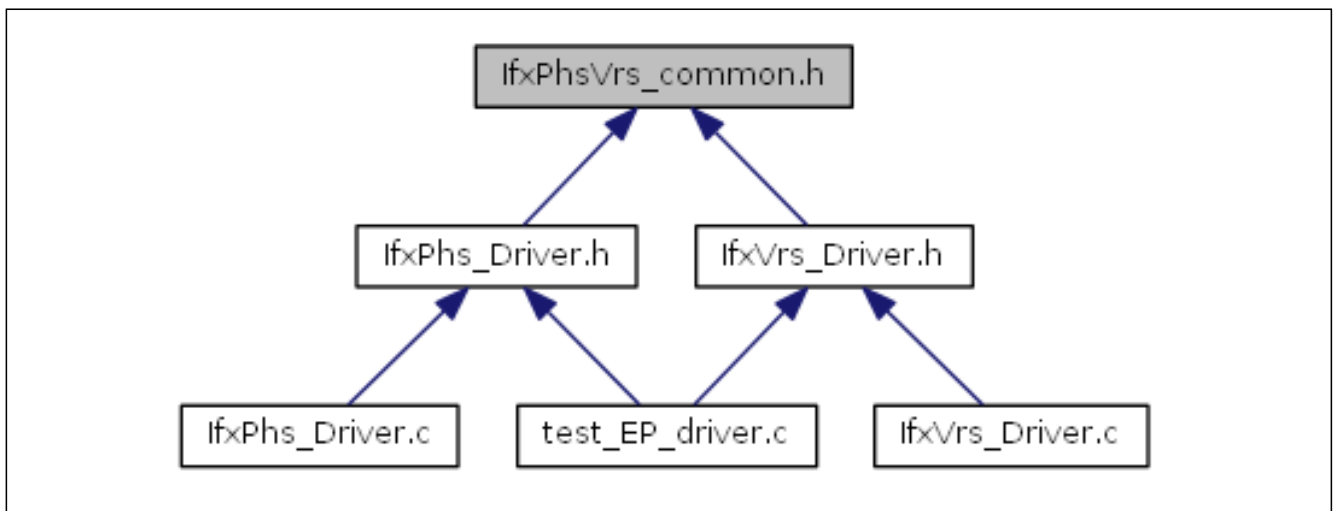 IfxPhsVrs_common.h
IfxPhs_Driver.h
IfxVrs_Driver.h
IfxPhs_Driver.c
test_EP_driver.c
IfxVrs_Driver.c